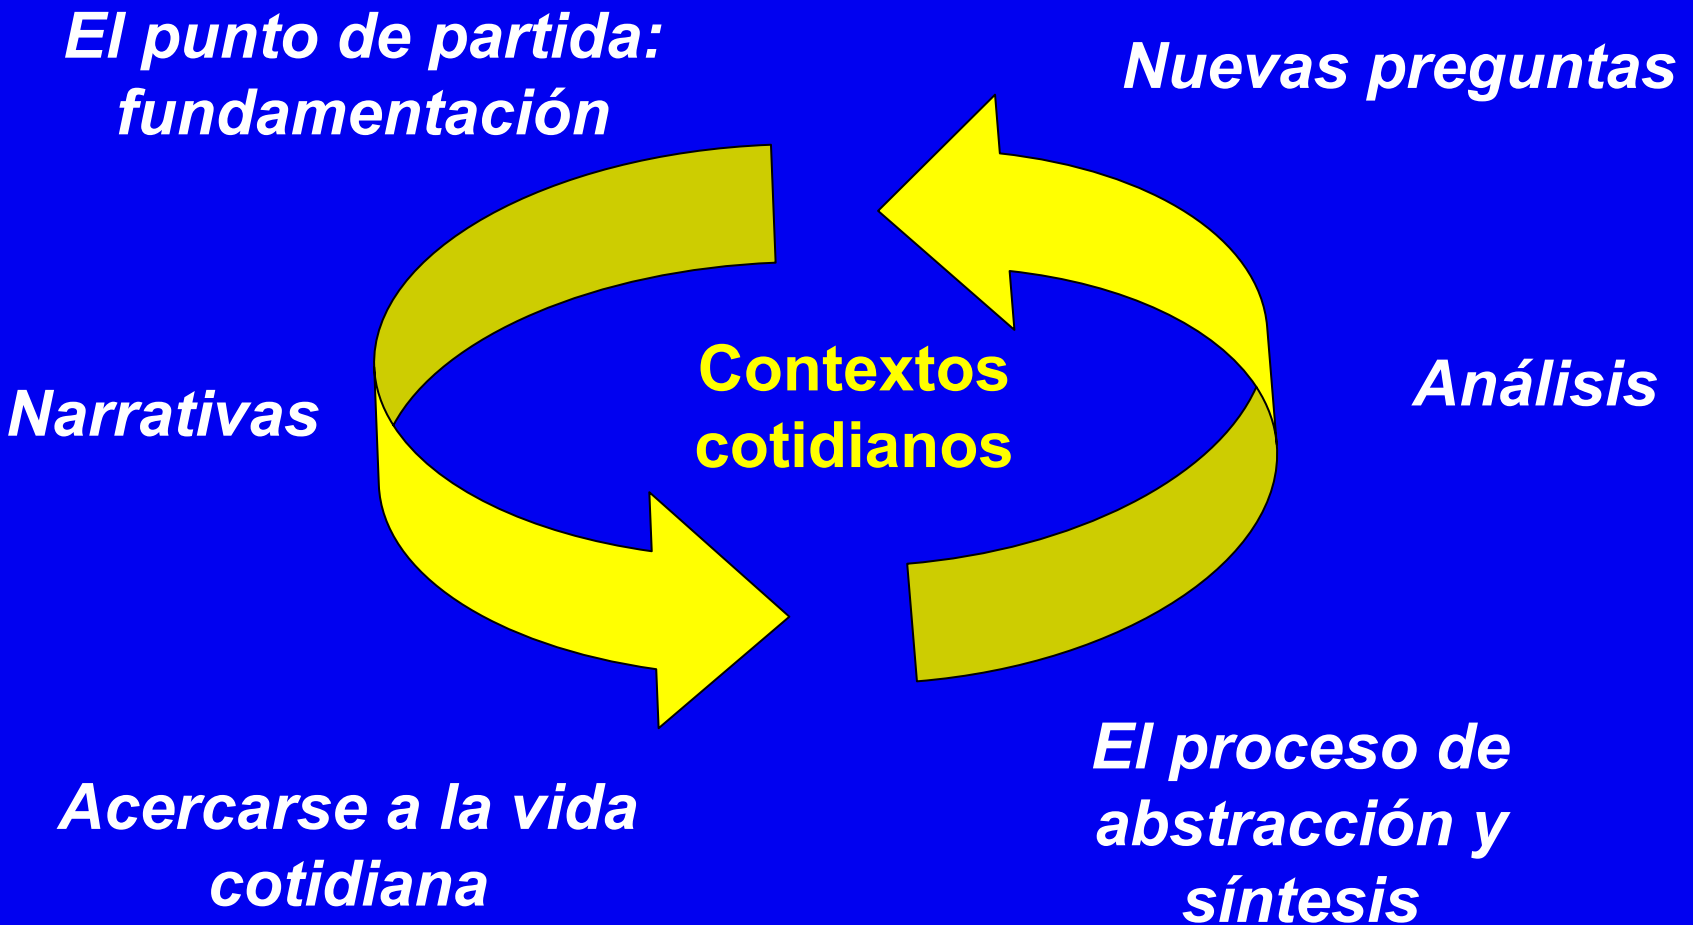 El punto de partida:
fundamentación
Nuevas preguntas
Contextos
cotidianos
Narrativas
Análisis
Acercarse a la vida
cotidiana
El proceso de
abstracción y
síntesis